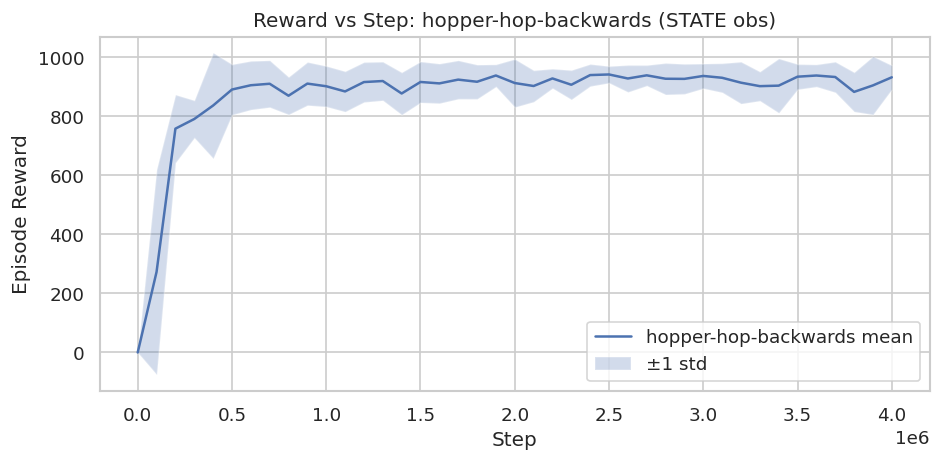 Reward vs Step: hopper-hop-backwards (STATE obs)
Episode Reward
1000
800
600
400
200
0
hopper-hop-backwards mean
±1 std
0.0 0.5 1.0 1.5 2.0 2.5 3.0 3.5 4.0
1e6
Step